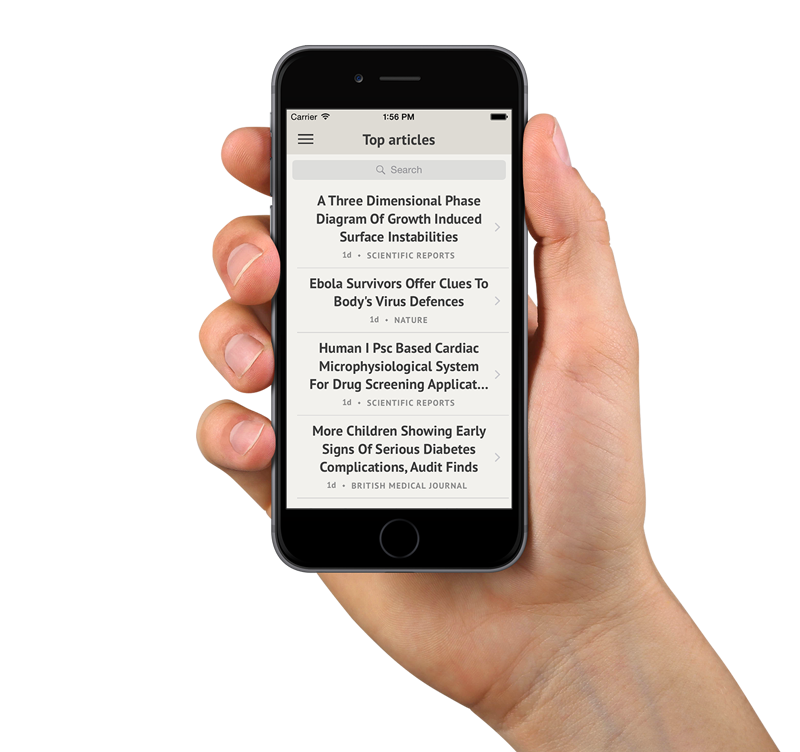 Carrier 1:56 PM
Top articles
Search
A Three Dimensional Phase
Diagram Of Growth Induced
Surface Instabilities
1d • SCIENTIFIC REPORTS
Ebola Survivors Offer Clues To
Body's Virus Defences
1d • NATURE
Human I Psc Based Cardiac
Microphysiological System
For Drug Screening Applicat...
1d • SCIENTIFIC REPORTS
More Children Showing Early
Signs Of Serious Diabetes
Complications, Audit Finds
1d • BRITISH MEDICAL JOURNAL